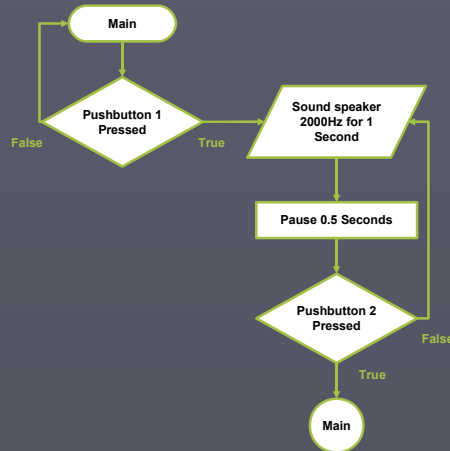 Main
Pushbutton 1
Pressed
False
True
Sound speaker
2000Hz for 1
Second
Pause 0.5 Seconds
Pushbutton 2
Pressed
False
True
Main